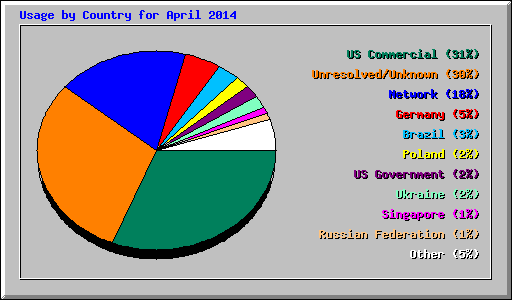 Usage by Country for April 2014
US Commercial (31%)
Unresolved/Unknown (30%)
Network (18%)
Germany (5%)
Brazil (3%)
Poland (2%)
US Government (2%)
Ukraine (2%)
Singapore (1%)
Russian Federation (1%)
Other (5%)